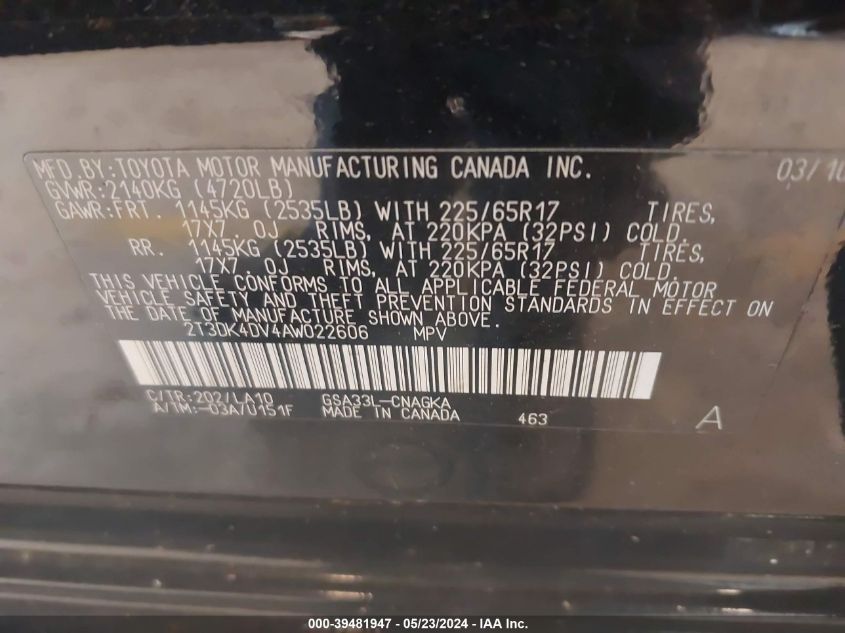 MFD.BY:TOYOTA MOTOR MANUFACTURING CANADA INC. 03/10
GVWR:2140KG (4720LB)
GAWR:FRT. 1145KG (2535LB) WITH 225/65R17 TIRES,
17X7.0J RIMS, AT 220KPA (32PSI) COLD.
RR. 1145KG (2535LB) WITH 225/65R17 TIRES,
17X7.0J RIMS, AT 220KPA (32PSI) COLD.
THIS VEHICLE CONFORMS TO ALL APPLICABLE FEDERAL MOTOR
VEHICLE SAFETY AND THEFT PREVENTION STANDARDS IN EFFECT ON
THE DATE OF MANUFACTURE SHOWN ABOVE.
2T3DK4DV4AW022606 MPV
C/TR:202/LA10 GSA33L-CNAGKA
A/TM:-03A/U151F MADE IN CANADA 463 A
000-39481947 - 05/23/2024 - IAA Inc.